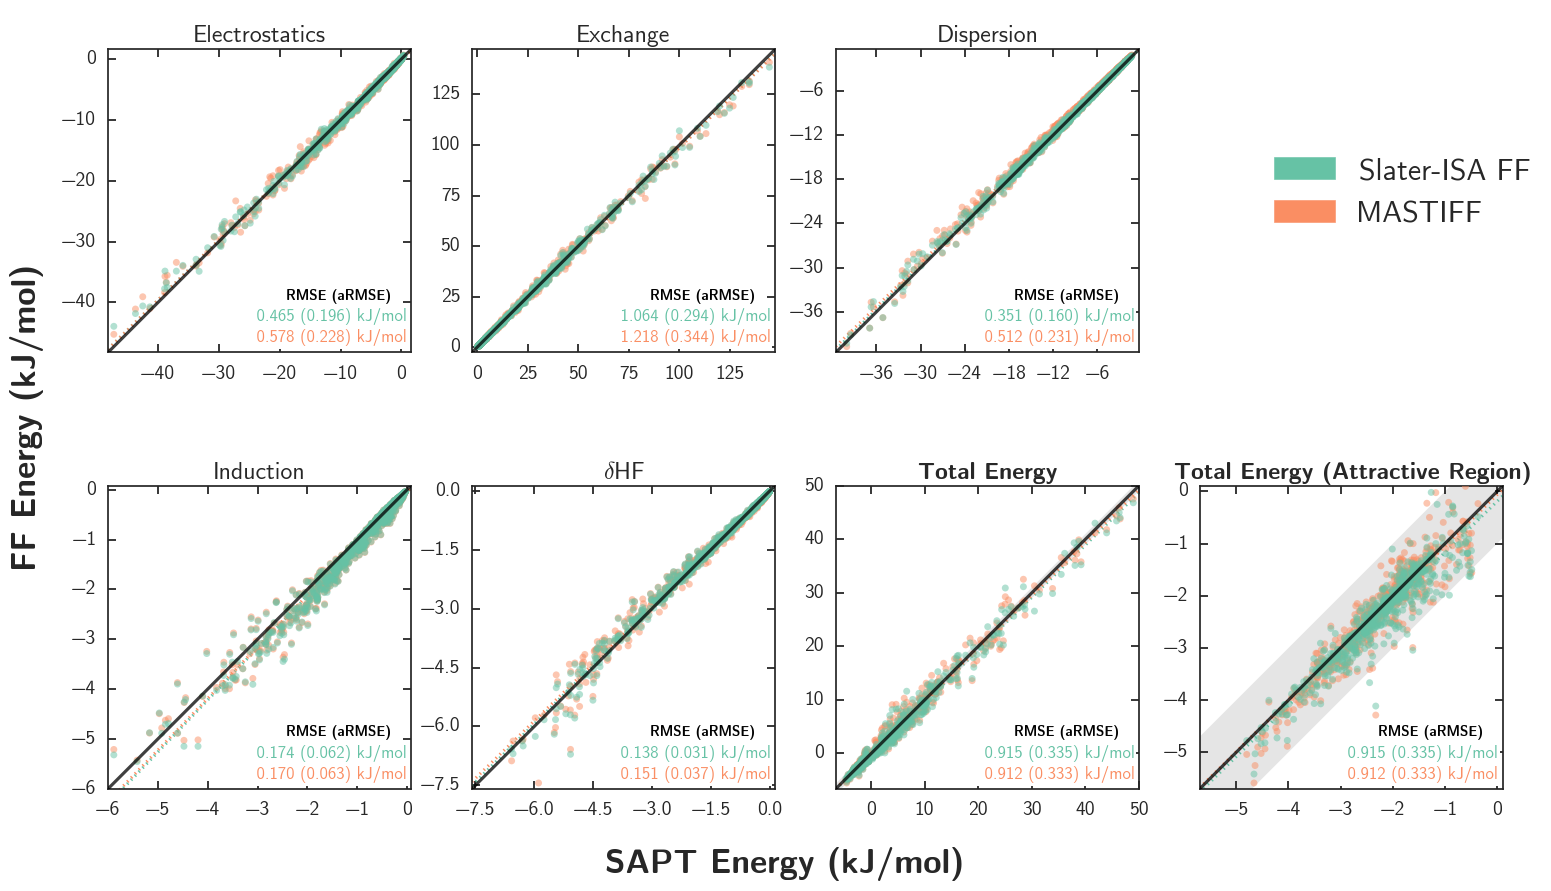 Electrostatics
Exchange
Dispersion
0
−10
−20
−30
−40
−40 −30 −20 −10 0
RMSE (aRMSE)
0.465 (0.196) kJ/mol
0.578 (0.228) kJ/mol
125
100
75
50
25
0
0 25 50 75 100 125
RMSE (aRMSE)
1.064 (0.294) kJ/mol
1.218 (0.344) kJ/mol
−6
−12
−18
−24
−30
−36
−36 −30 −24 −18 −12 −6
RMSE (aRMSE)
0.351 (0.160) kJ/mol
0.512 (0.231) kJ/mol
Slater-ISA FF
MASTIFF
FF Energy (kJ/mol)
Induction
δHF
Total Energy
Total Energy (Attractive Region)
0
−1
−2
−3
−4
−5
−6
−6 −5 −4 −3 −2 −1 0
RMSE (aRMSE)
0.174 (0.062) kJ/mol
0.170 (0.063) kJ/mol
0.0
−1.5
−3.0
−4.5
−6.0
−7.5
−7.5 −6.0 −4.5 −3.0 −1.5 0.0
RMSE (aRMSE)
0.138 (0.031) kJ/mol
0.151 (0.037) kJ/mol
50
40
30
20
10
0
0 10 20 30 40 50
RMSE (aRMSE)
0.915 (0.335) kJ/mol
0.912 (0.333) kJ/mol
0
−1
−2
−3
−4
−5
−5 −4 −3 −2 −1 0
RMSE (aRMSE)
0.915 (0.335) kJ/mol
0.912 (0.333) kJ/mol
SAPT Energy (kJ/mol)